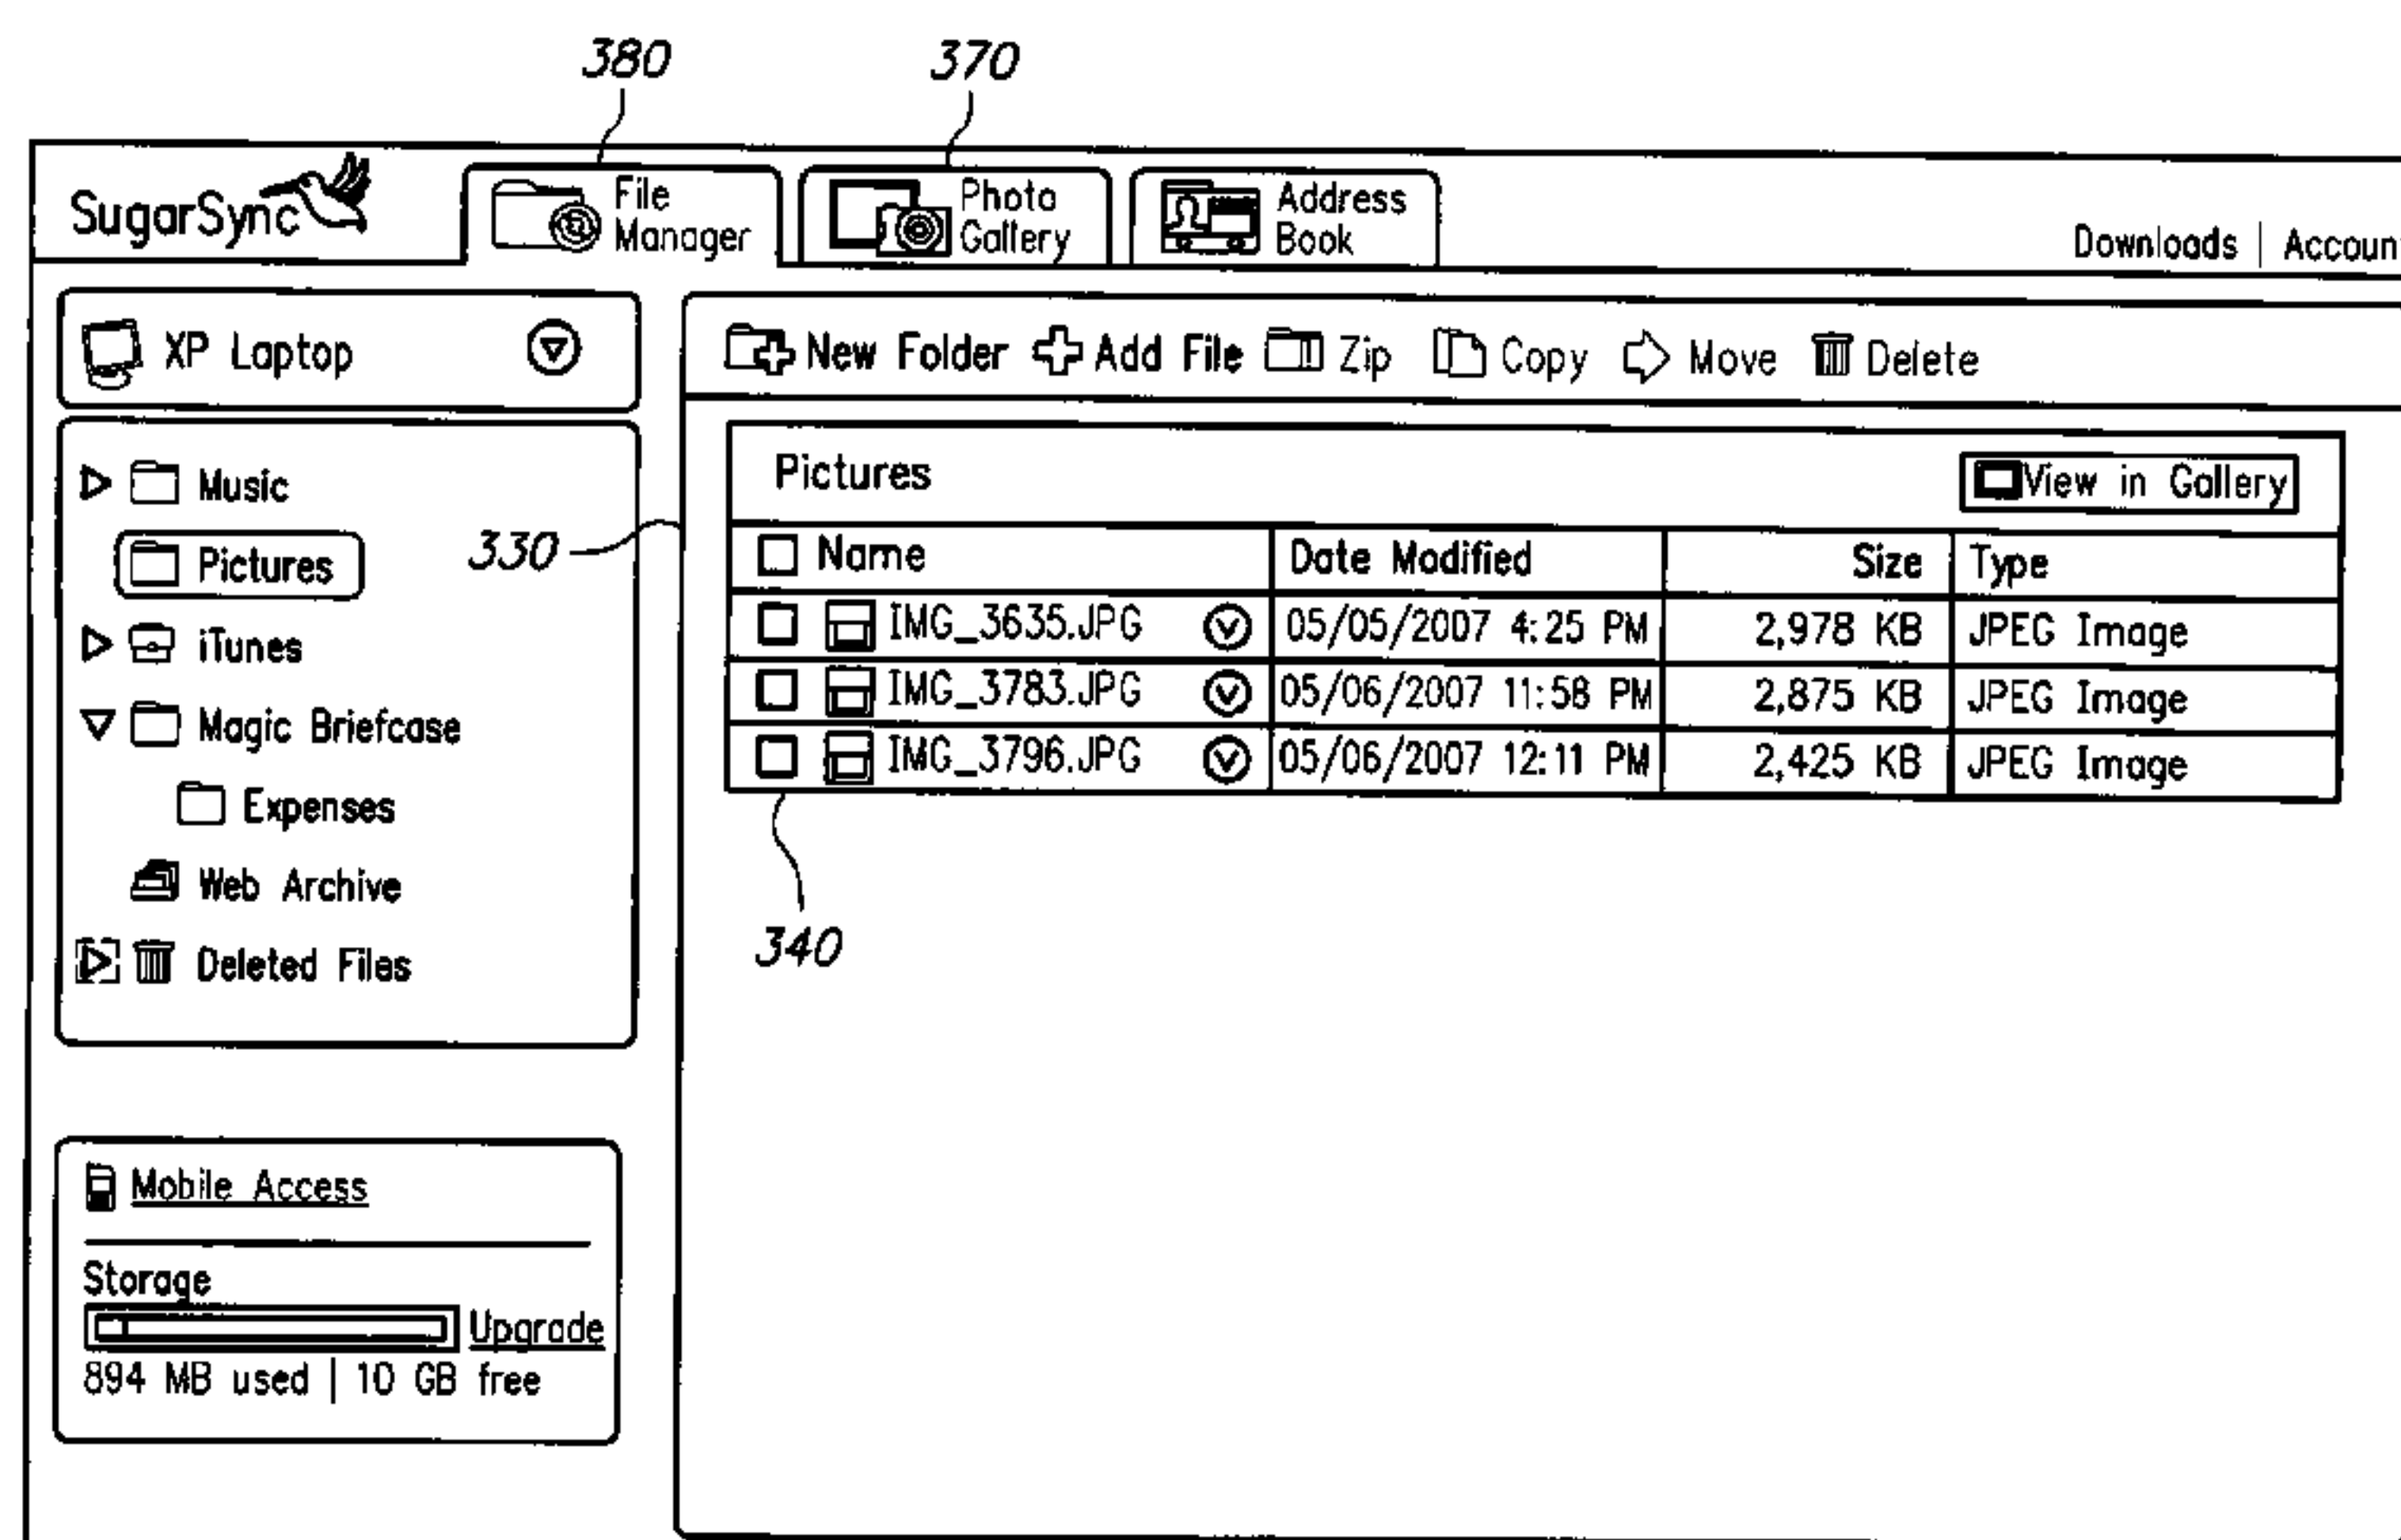 380 370
SugarSync File Manager Photo Gallery Address Book Downloads | Account
XP Laptop
New Folder Add File Zip Copy Move Delete
Music
Pictures
iTunes
Magic Briefcase
Expenses
Web Archive
Deleted Files
330
Pictures View in Gallery
Name Date Modified Size Type
IMG_3635.JPG 05/05/2007 4:25 PM 2,978 KB JPEG Image
IMG_3783.JPG 05/06/2007 11:58 PM 2,875 KB JPEG Image
IMG_3796.JPG 05/06/2007 12:11 PM 2,425 KB JPEG Image
340
Mobile Access
Storage
Upgrade
894 MB used | 10 GB free